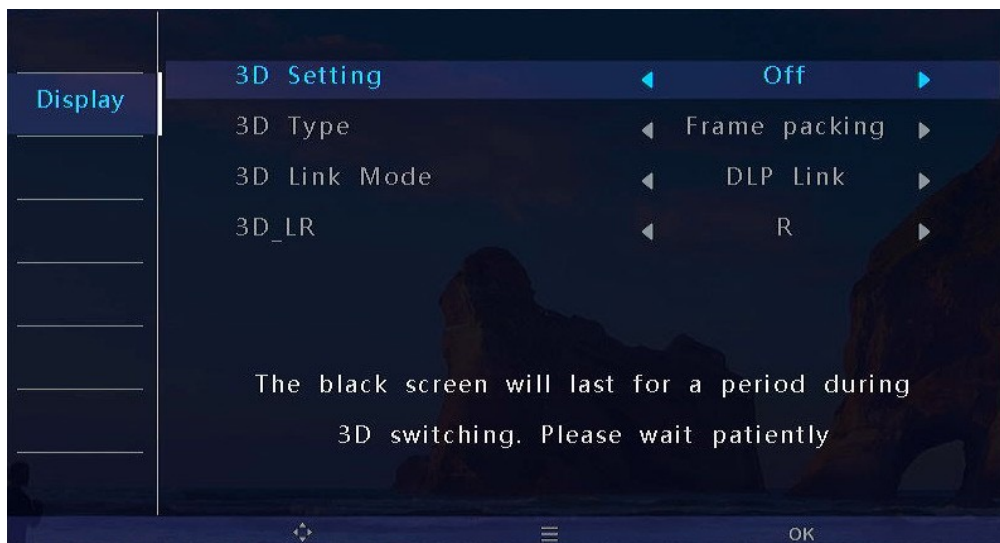 Display
3D Setting Off
3D Type Frame packing
3D Link Mode DLP Link
3D_LR R
The black screen will last for a period during
3D switching. Please wait patiently
OK